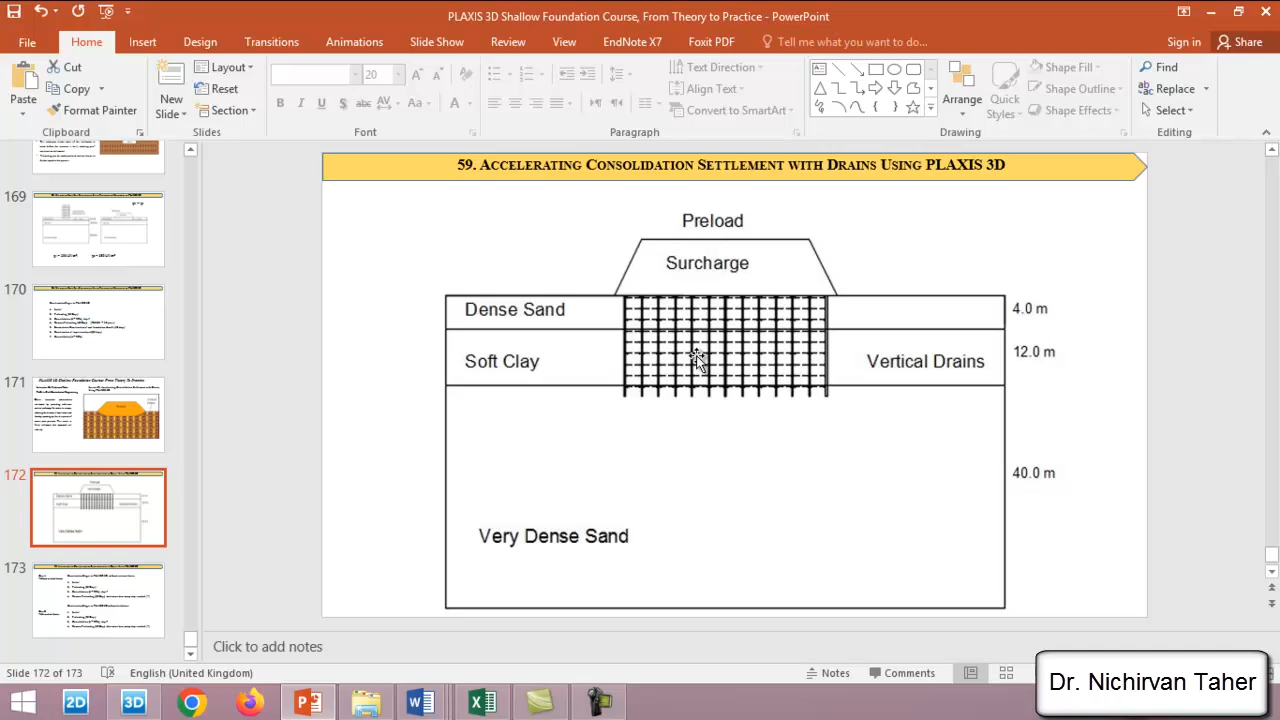 PLAXIS 3D Shallow Foundation Course, From Theory to Practice - PowerPoint
File Home Insert Design Transitions Animations Slide Show Review View EndNote X7 Foxit PDF Tell me what you want to do... Sign in Share
Cut Layout 20 Text Direction Shape Fill Find
Copy Reset Align Text Shape Outline Replace
Paste Format Painter New Slide Section Convert to SmartArt Arrange Quick Styles Shape Effects Select
Clipboard Slides Font Paragraph Drawing Editing
169
170
171
172
173
59. ACCELERATING CONSOLIDATION SETTLEMENT WITH DRAINS USING PLAXIS 3D
Preload
Surcharge
Dense Sand 4.0 m
Soft Clay Vertical Drains 12.0 m
40.0 m
Very Dense Sand
Click to add notes
Slide 172 of 173 English (United Kingdom) Notes Comments
2D 3D
Dr. Nichirvan Taher